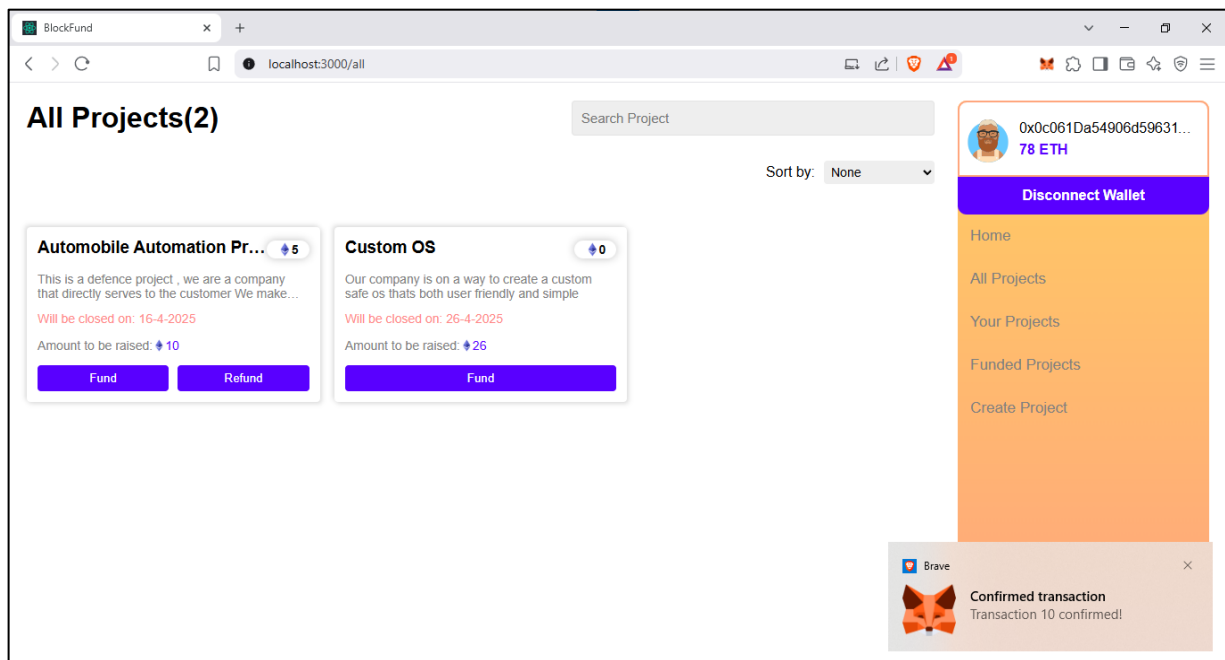 BlockFund
localhost:3000/all
1
All Projects(2)
Search Project
Sort by: None
Automobile Automation Pr... 5
This is a defence project , we are a company
that directly serves to the customer We make...
Will be closed on: 16-4-2025
Amount to be raised: 10
Fund Refund
Custom OS 0
Our company is on a way to create a custom
safe os thats both user friendly and simple
Will be closed on: 26-4-2025
Amount to be raised: 26
Fund
0x0c061Da54906d59631...
78 ETH
Disconnect Wallet
Home
All Projects
Your Projects
Funded Projects
Create Project
Brave
Confirmed transaction
Transaction 10 confirmed!